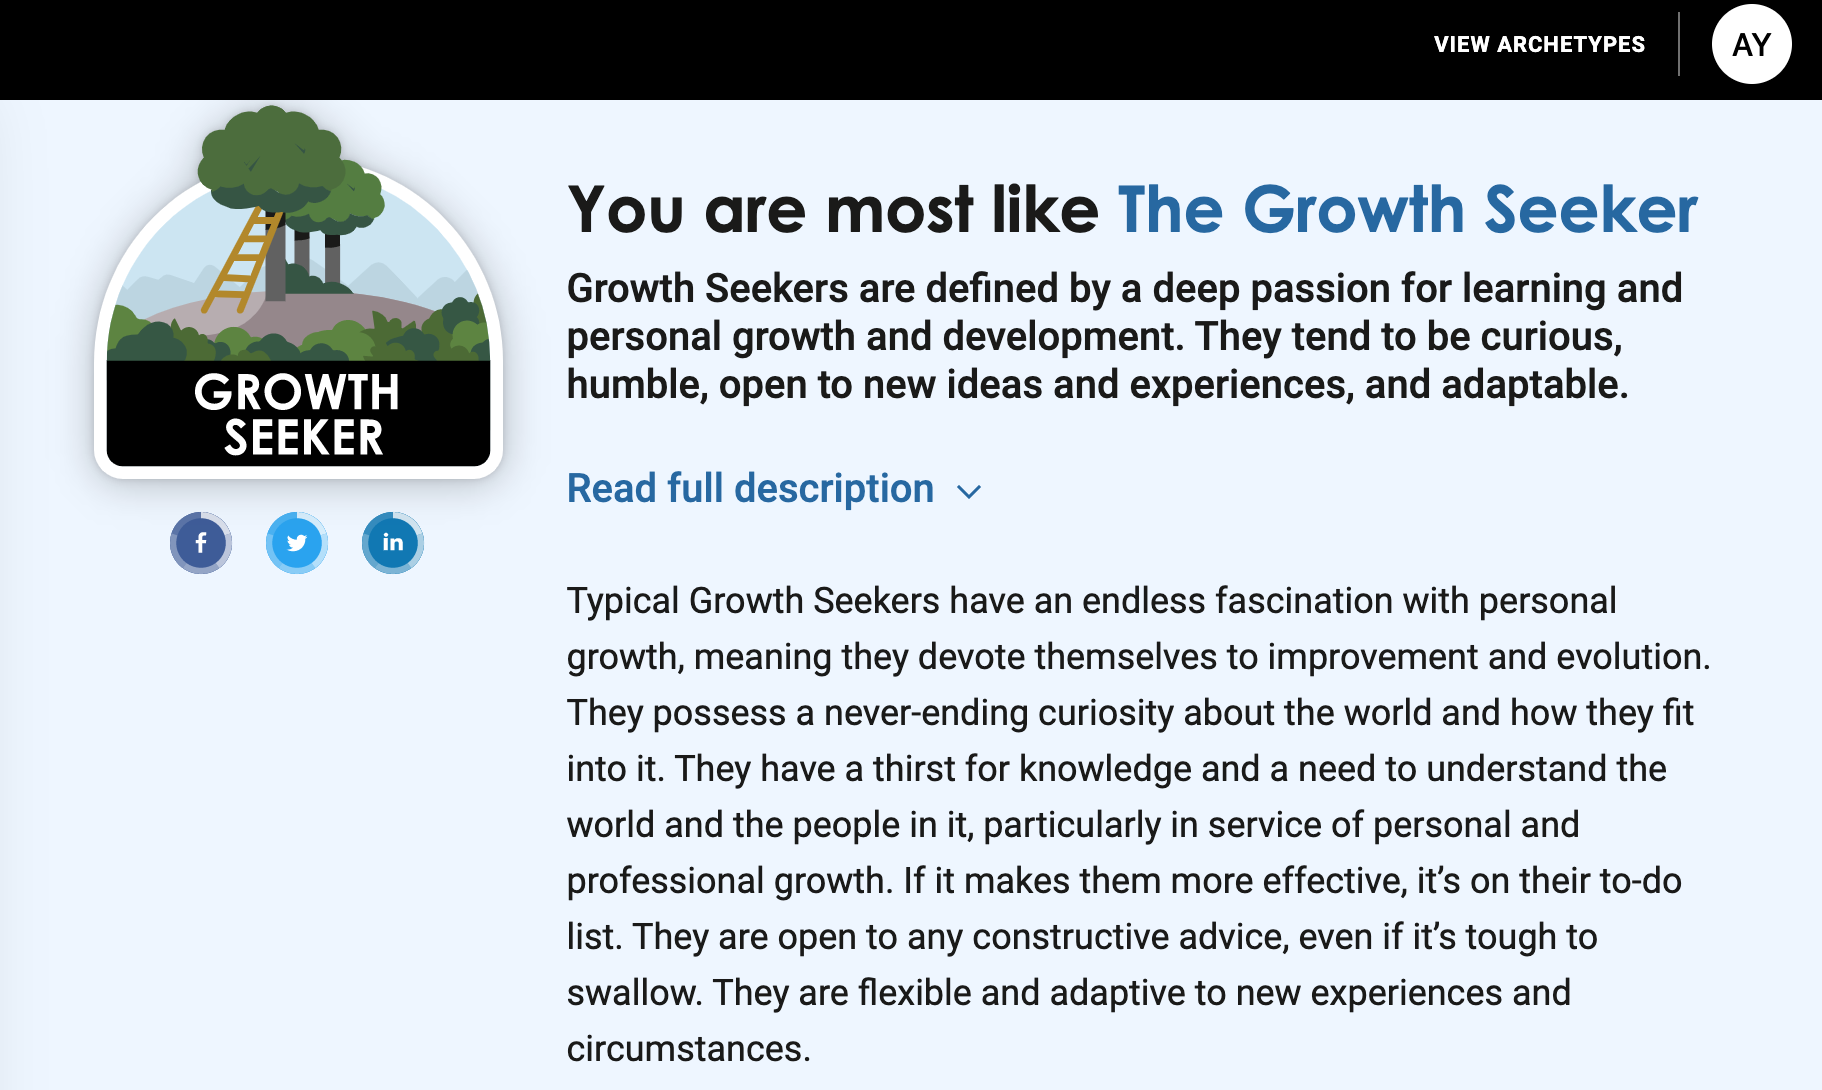 VIEW ARCHETYPES
AY
GROWTH
SEEKER
f
in
You are most like The Growth Seeker
Growth Seekers are defined by a deep passion for learning and
personal growth and development. They tend to be curious,
humble, open to new ideas and experiences, and adaptable.
Read full description
Typical Growth Seekers have an endless fascination with personal
growth, meaning they devote themselves to improvement and evolution.
They possess a never-ending curiosity about the world and how they fit
into it. They have a thirst for knowledge and a need to understand the
world and the people in it, particularly in service of personal and
professional growth. If it makes them more effective, it’s on their to-do
list. They are open to any constructive advice, even if it’s tough to
swallow. They are flexible and adaptive to new experiences and
circumstances.